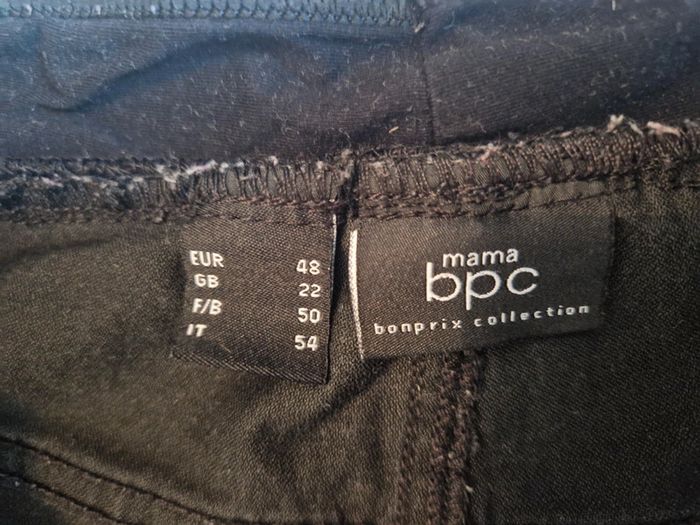 EUR 48
GB 22
F/B 50
IT 54
mama
bpc
bonprix collection